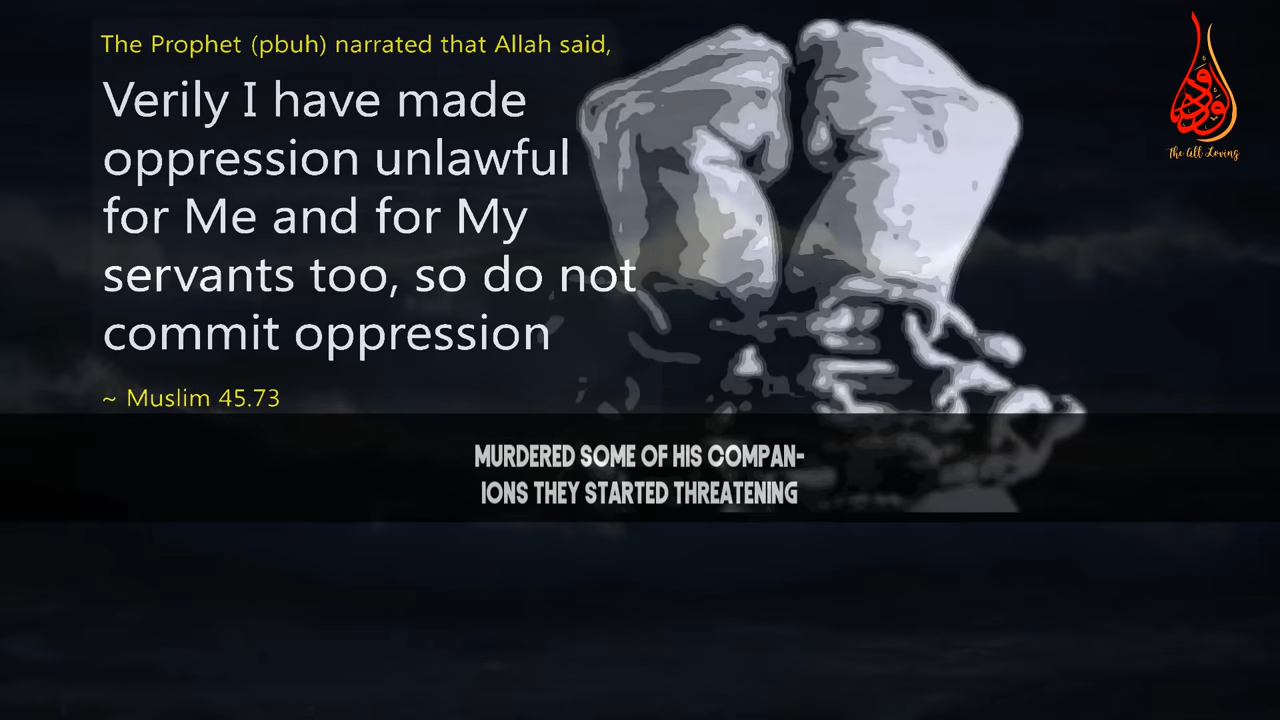 The Prophet (pbuh) narrated that Allah said,
Verily I have made
oppression unlawful
for Me and for My
servants too, so do not
commit oppression
~ Muslim 45.73
MURDERED SOME OF HIS COMPAN-
IONS THEY STARTED THREATENING
الودود
The All Loving